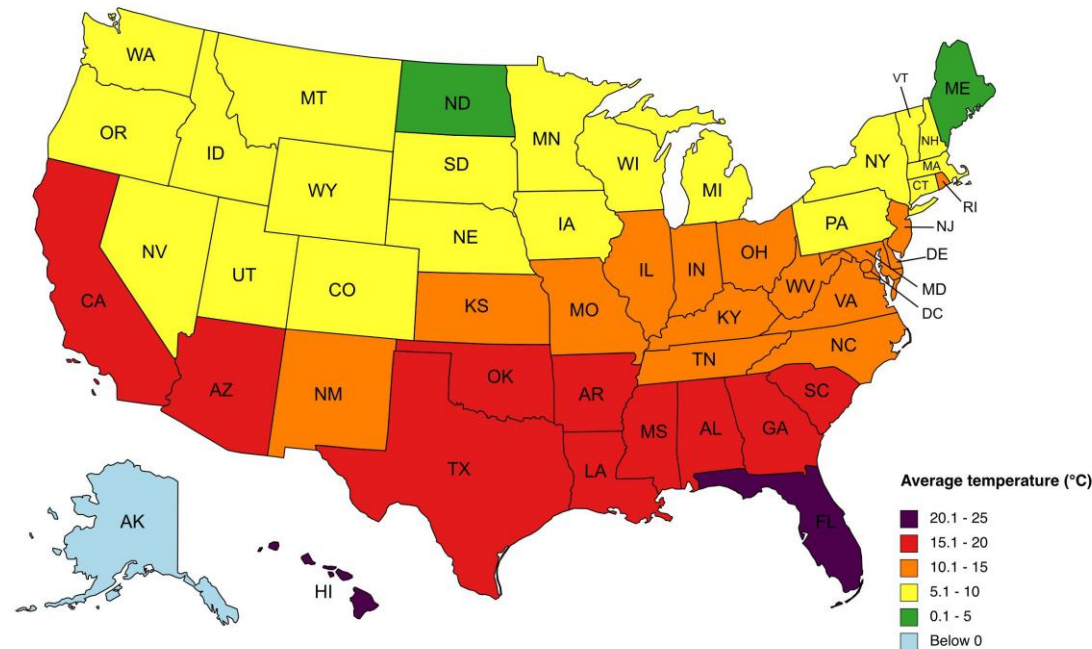 WA
MT
ND
MN
VT
ME
OR
ID
SD
WI
NY
NH
MA
WY
MI
CT
RI
IA
PA
NJ
NE
NV
UT
CO
IL
IN
OH
DE
MD
DC
CA
KS
MO
WV
VA
KY
NC
TN
AZ
NM
OK
AR
SC
MS
AL
GA
TX
LA
FL
AK
HI
Average temperature (°C)
20.1 - 25
15.1 - 20
10.1 - 15
5.1 - 10
0.1 - 5
Below 0